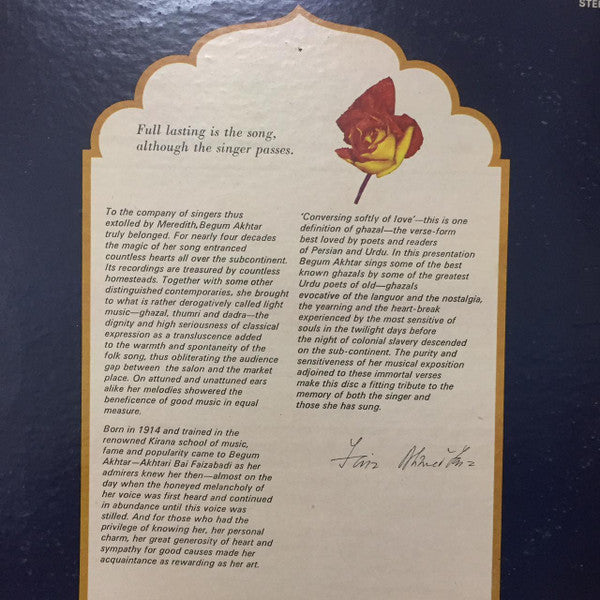 STE
Full lasting is the song,
although the singer passes.
To the company of singers thus
extolled by Meredith, Begum Akhtar
truly belonged. For nearly four decades
the magic of her song entranced
countless hearts all over the subcontinent.
Its recordings are treasured by countless
homesteads. Together with some other
distinguished contemporaries, she brought
to what is rather derogatively called light
music—ghazal, thumri and dadra—the
dignity and high seriousness of classical
expression as a transluscence added
to the warmth and spontaneity of the
folk song, thus obliterating the audience
gap between the salon and the market
place. On attuned and unattuned ears
alike her melodies showered the
beneficence of good music in equal
measure.
Born in 1914 and trained in the
renowned Kirana school of music,
fame and popularity came to Begum
Akhtar—Akhtari Bai Faizabadi as her
admirers knew her then—almost on the
day when the honeyed melancholy of
her voice was first heard and continued
in abundance until this voice was
stilled. And for those who had the
privilege of knowing her, her personal
charm, her great generosity of heart and
sympathy for good causes made her
acquaintance as rewarding as her art.
'Conversing softly of love'—this is one
definition of ghazal—the verse-form
best loved by poets and readers
of Persian and Urdu. In this presentation
Begum Akhtar sings some of the best
known ghazals by some of the greatest
Urdu poets of old—ghazals
evocative of the languor and the nostalgia,
the yearning and the heart-break
experienced by the most sensitive of
souls in the twilight days before
the night of colonial slavery descended
on the sub-continent. The purity and
sensitiveness of her musical exposition
adjoined to these immortal verses
make this disc a fitting tribute to the
memory of both the singer and
those she has sung.
Faiz Ahmed Faiz